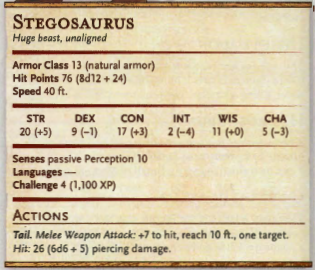 STEGOSAURUS
Huge beast, unaligned
Armor Class 13 (natural armor)
Hit Points 76 (8d12 + 24)
Speed 40 ft.
STR DEX CON INT WIS CHA
20 (+5) 9 (−1) 17 (+3) 2 (−4) 11 (+0) 5 (−3)
Senses passive Perception 10
Languages —
Challenge 4 (1,100 XP)
ACTIONS
Tail. Melee Weapon Attack: +7 to hit, reach 10 ft., one target.
Hit: 26 (6d6 + 5) piercing damage.